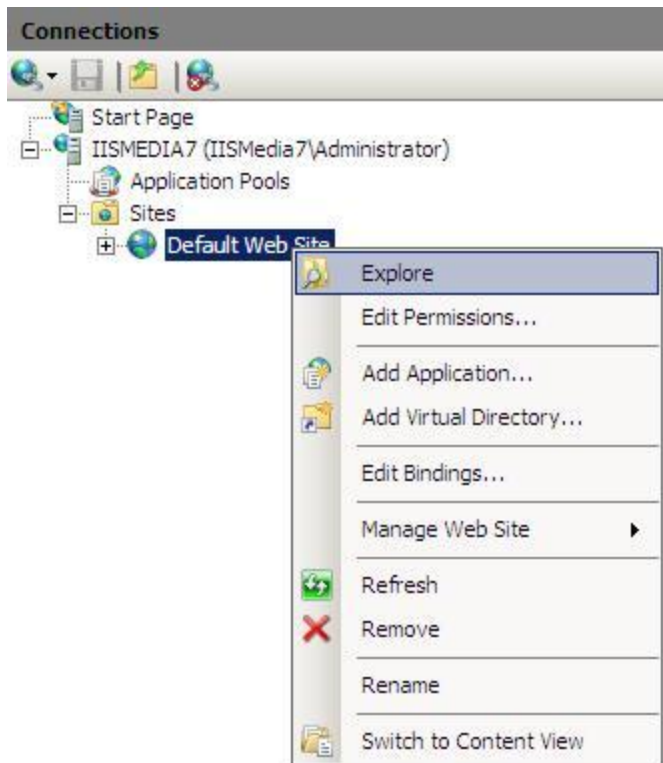 Connections
Start Page
IISMEDIA7 (IISMedia7\Administrator)
Application Pools
Sites
Default Web Site
Explore
Edit Permissions...
Add Application...
Add Virtual Directory...
Edit Bindings...
Manage Web Site
Refresh
Remove
Rename
Switch to Content View